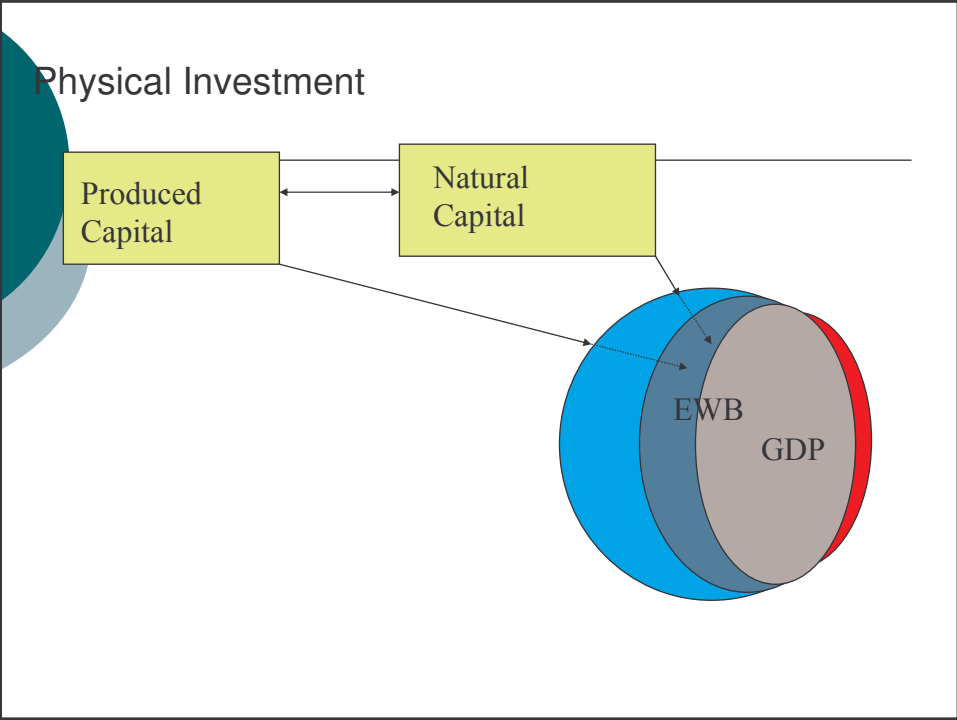 Physical Investment
Produced
Capital
Natural
Capital
EWB
GDP